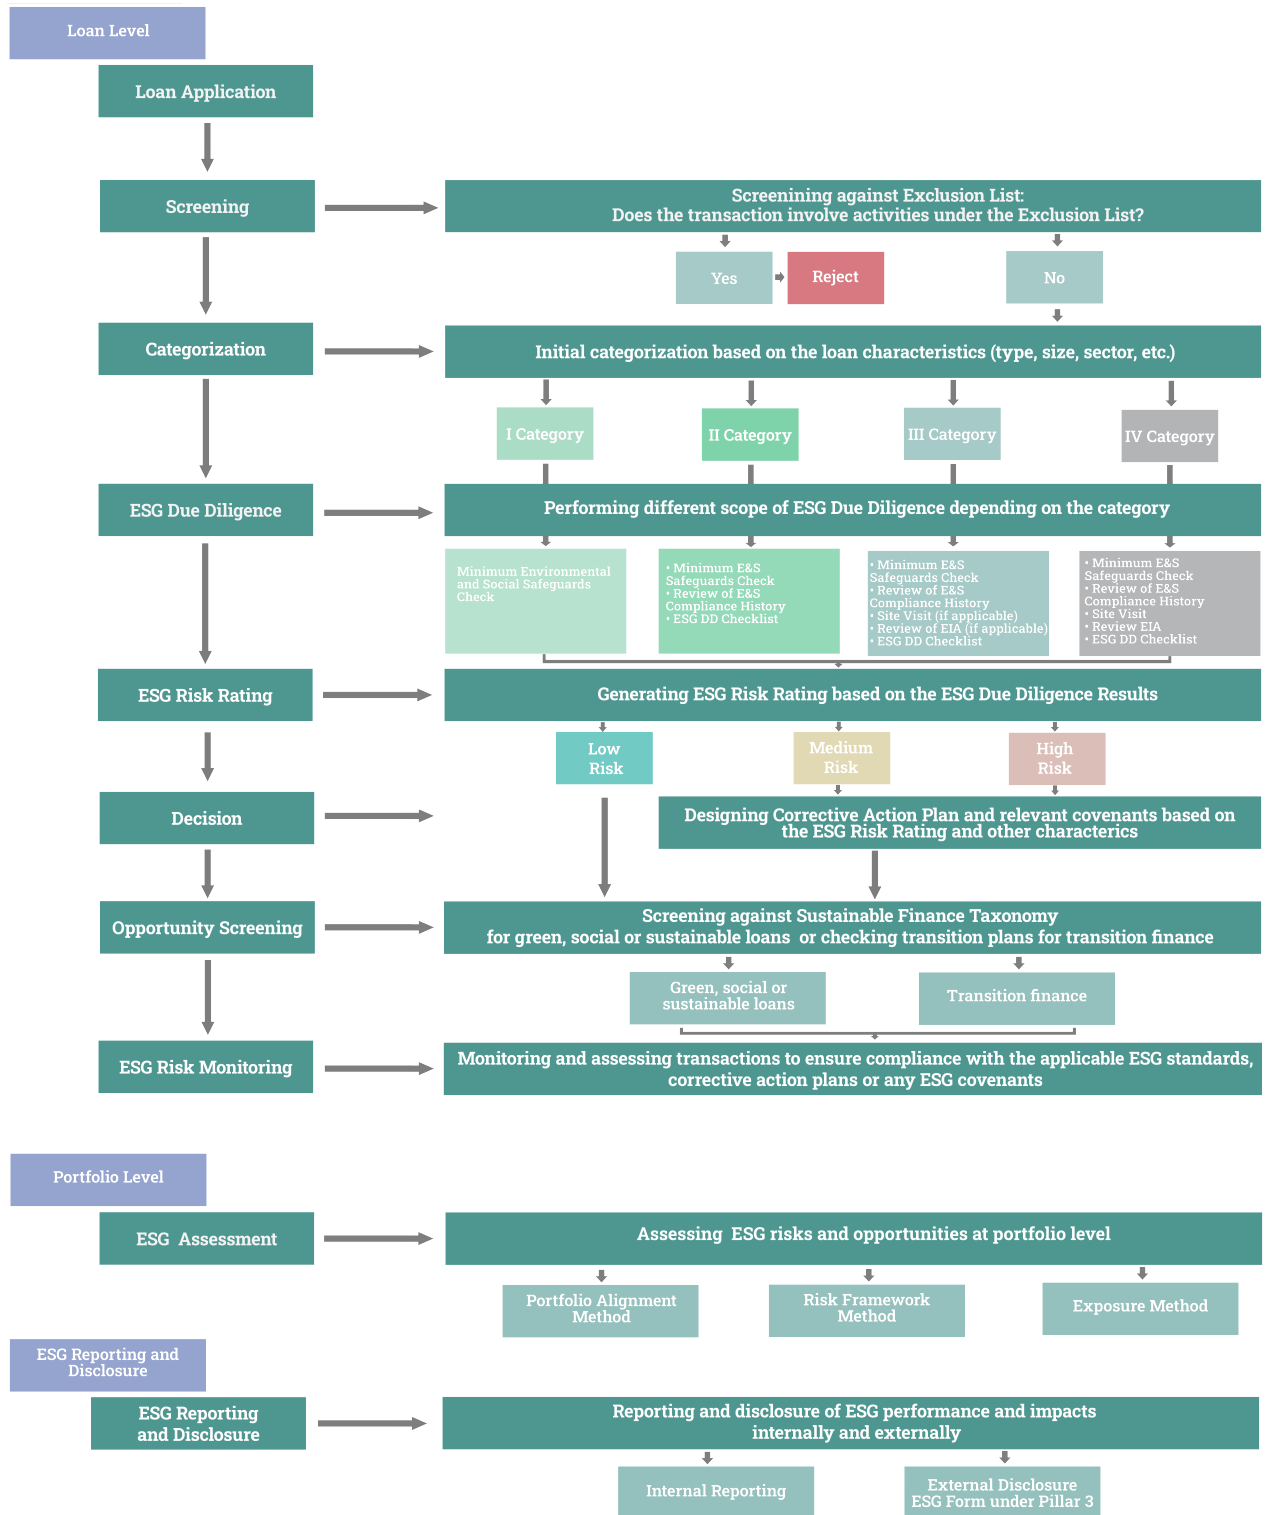 Loan Level
Loan Application
Screening
Screenining against Exclusion List:
Does the transaction involve activities under the Exclusion List?
Yes
Reject
No
Categorization
Initial categorization based on the loan characteristics (type, size, sector, etc.)
I Category
II Category
III Category
IV Category
ESG Due Diligence
Performing different scope of ESG Due Diligence depending on the category
Minimum Environmental
and Social Safeguards
Check
• Minimum E&S
Safeguards Check
• Review of E&S
Compliance History
• ESG DD Checklist
• Minimum E&S
Safeguards Check
• Review of E&S
Compliance History
• Site Visit (if applicable)
• Review of EIA (if applicable)
• ESG DD Checklist
• Minimum E&S
Safeguards Check
• Review of E&S
Compliance History
• Site Visit
• Review EIA
• ESG DD Checklist
ESG Risk Rating
Generating ESG Risk Rating based on the ESG Due Diligence Results
Low
Risk
Medium
Risk
High
Risk
Decision
Designing Corrective Action Plan and relevant covenants based on
the ESG Risk Rating and other characterics
Opportunity Screening
Screening against Sustainable Finance Taxonomy
for green, social or sustainable loans or checking transition plans for transition finance
Green, social or
sustainable loans
Transition finance
ESG Risk Monitoring
Monitoring and assessing transactions to ensure compliance with the applicable ESG standards,
corrective action plans or any ESG covenants
Portfolio Level
ESG Assessment
Assessing ESG risks and opportunities at portfolio level
Portfolio Alignment
Method
Risk Framework
Method
Exposure Method
ESG Reporting and
Disclosure
ESG Reporting
and Disclosure
Reporting and disclosure of ESG performance and impacts
internally and externally
Internal Reporting
External Disclosure
ESG Form under Pillar 3